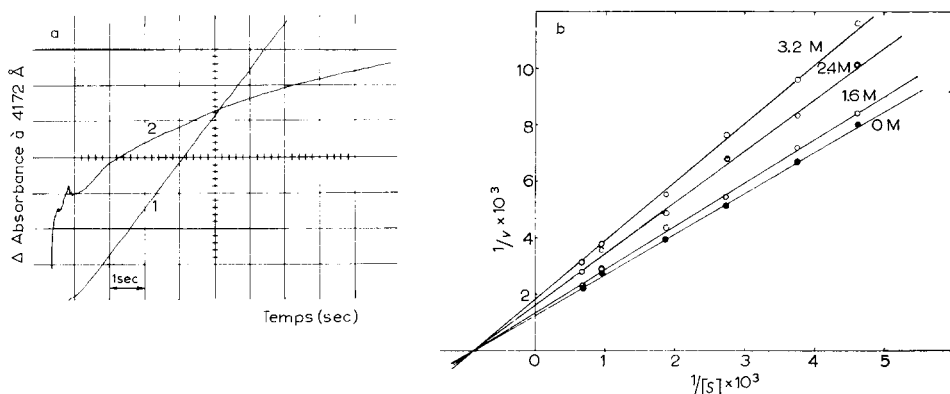 a
Δ Absorbance à 4172 Å
2
1
1sec
Temps (sec)
b
3.2 M
2.4M
1.6 M
0 M
10
8
6
4
2
1/v × 10³
0
1
2
3
4
5
1/[S] × 10³